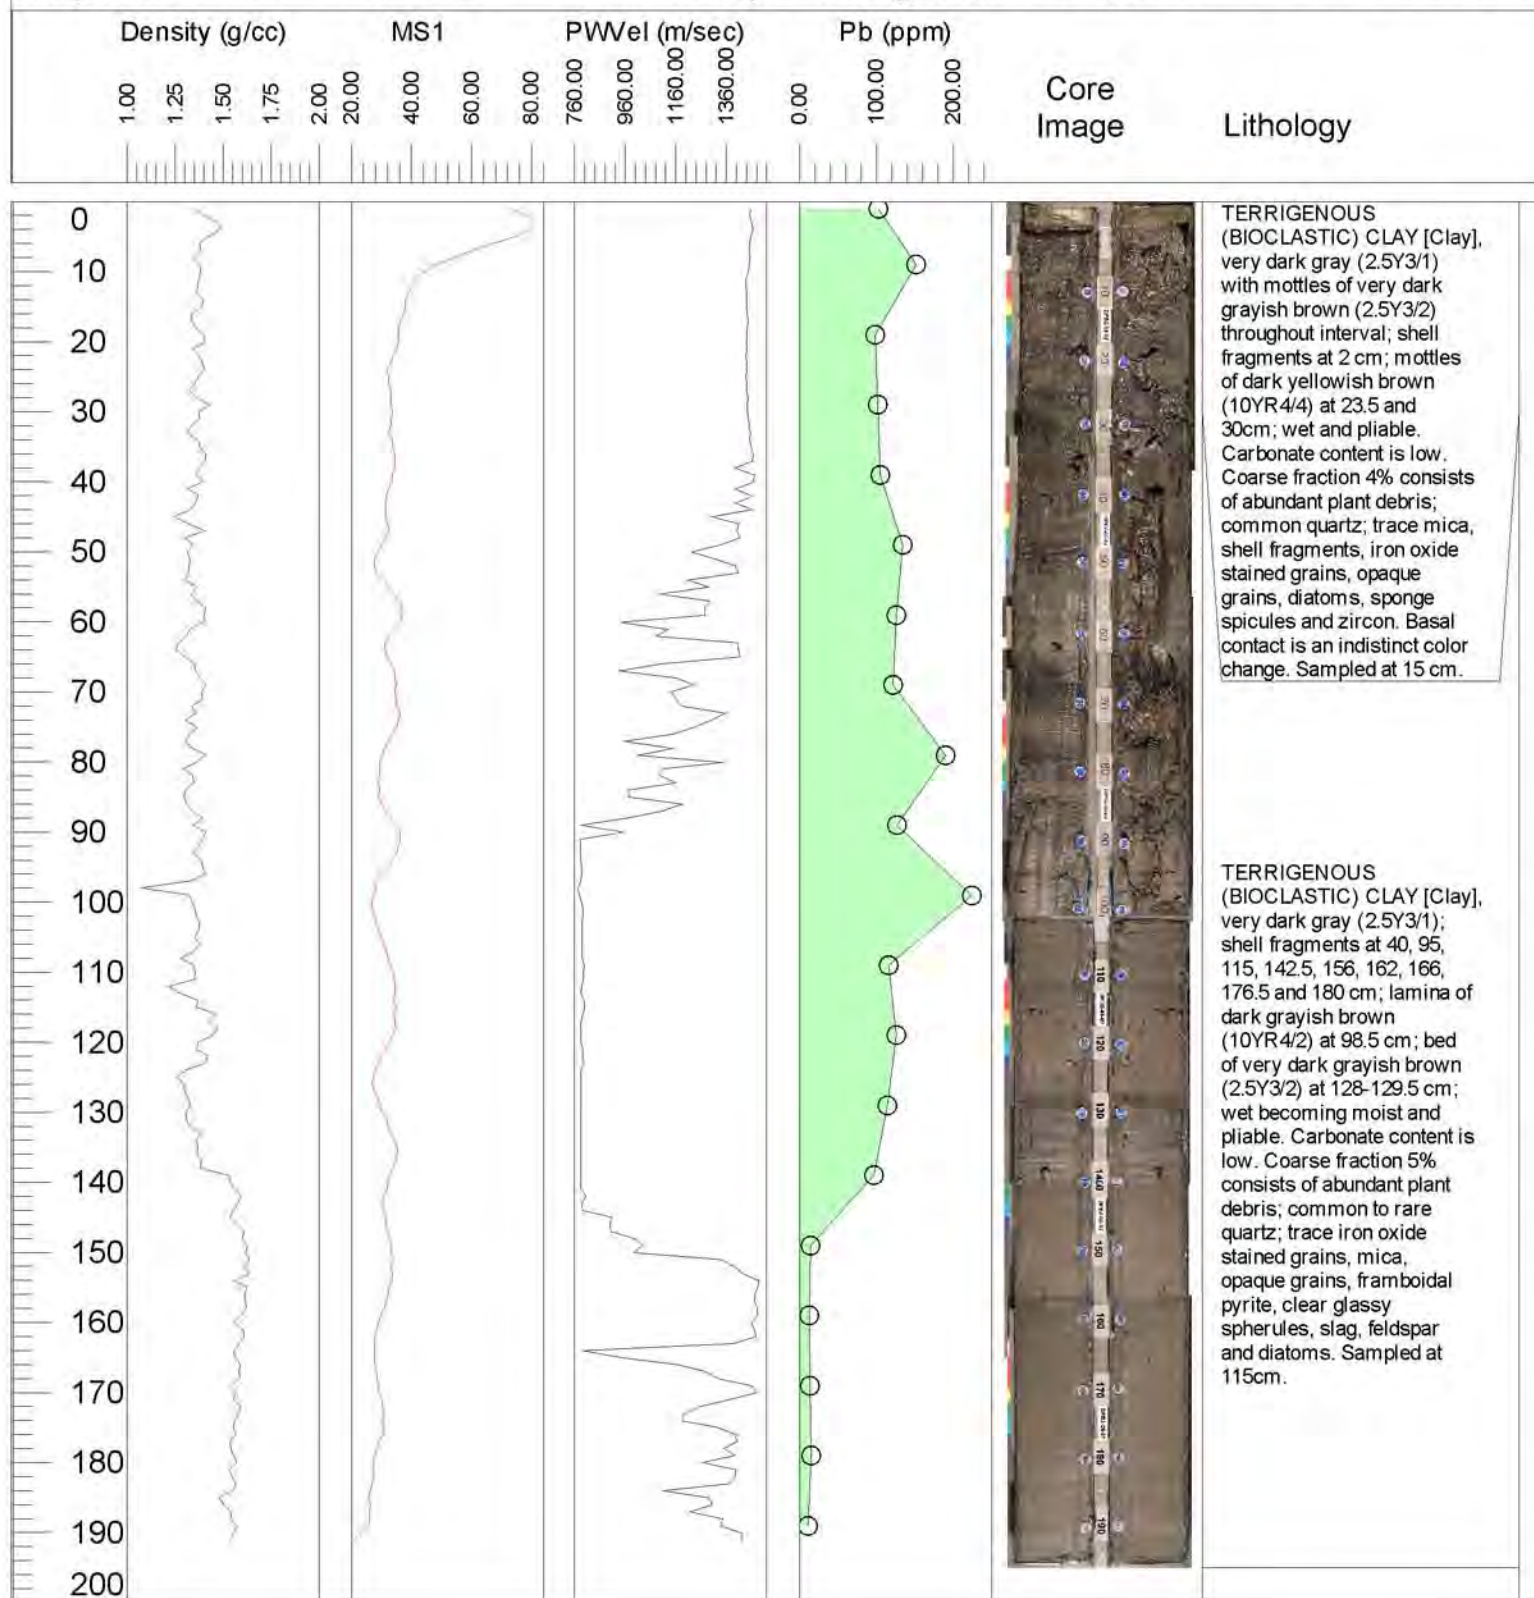 Density (g/cc)
MS1
PWVel (m/sec)
Pb (ppm)
Core
Image
Lithology
1.00
1.25
1.50
1.75
2.00
20.00
40.00
60.00
80.00
760.00
960.00
1160.00
1360.00
0.00
100.00
200.00
0
10
20
30
40
50
60
70
80
90
100
110
120
130
140
150
160
170
180
190
200
110
120
130
150
160
170
180
190
TERRIGENOUS
(BIOCLASTIC) CLAY [Clay],
very dark gray (2.5Y3/1)
with mottles of very dark
grayish brown (2.5Y3/2)
throughout interval; shell
fragments at 2 cm; mottles
of dark yellowish brown
(10YR4/4) at 23.5 and
30cm; wet and pliable.
Carbonate content is low.
Coarse fraction 4% consists
of abundant plant debris;
common quartz; trace mica,
shell fragments, iron oxide
stained grains, opaque
grains, diatoms, sponge
spicules and zircon. Basal
contact is an indistinct color
change. Sampled at 15 cm.
TERRIGENOUS
(BIOCLASTIC) CLAY [Clay],
very dark gray (2.5Y3/1);
shell fragments at 40, 95,
115, 142.5, 156, 162, 166,
176.5 and 180 cm; lamina of
dark grayish brown
(10YR4/2) at 98.5 cm; bed
of very dark grayish brown
(2.5Y3/2) at 128-129.5 cm;
wet becoming moist and
pliable. Carbonate content is
low. Coarse fraction 5%
consists of abundant plant
debris; common to rare
quartz; trace iron oxide
stained grains, mica,
opaque grains, framboidal
pyrite, clear glassy
spherules, slag, feldspar
and diatoms. Sampled at
115cm.